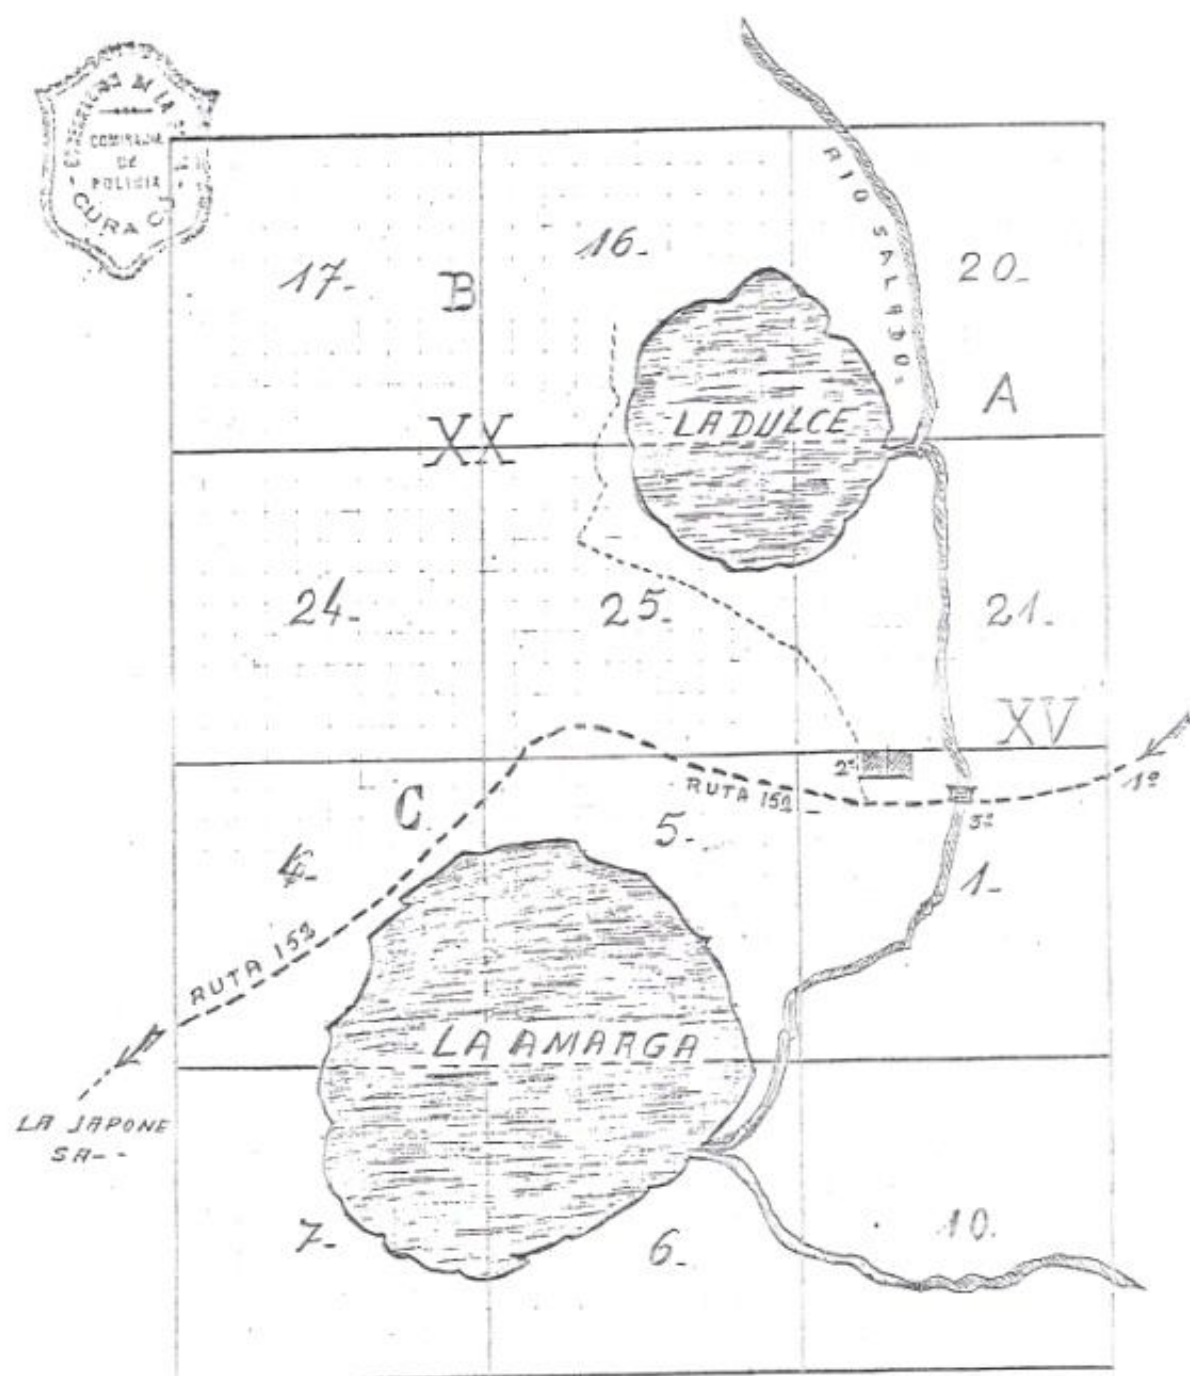 COMISARIA
DE
POLICIA
CURA CO
RIO SALADO=
17-
B
16-
20-
LA DULCE
A
XX
24-
25-
21-
XV
2º
RUTA 152
1º
3º
C
5-
4-
1-
RUTA 152
LA AMARGA
LA JAPONE
SA--
7-
6-
10.